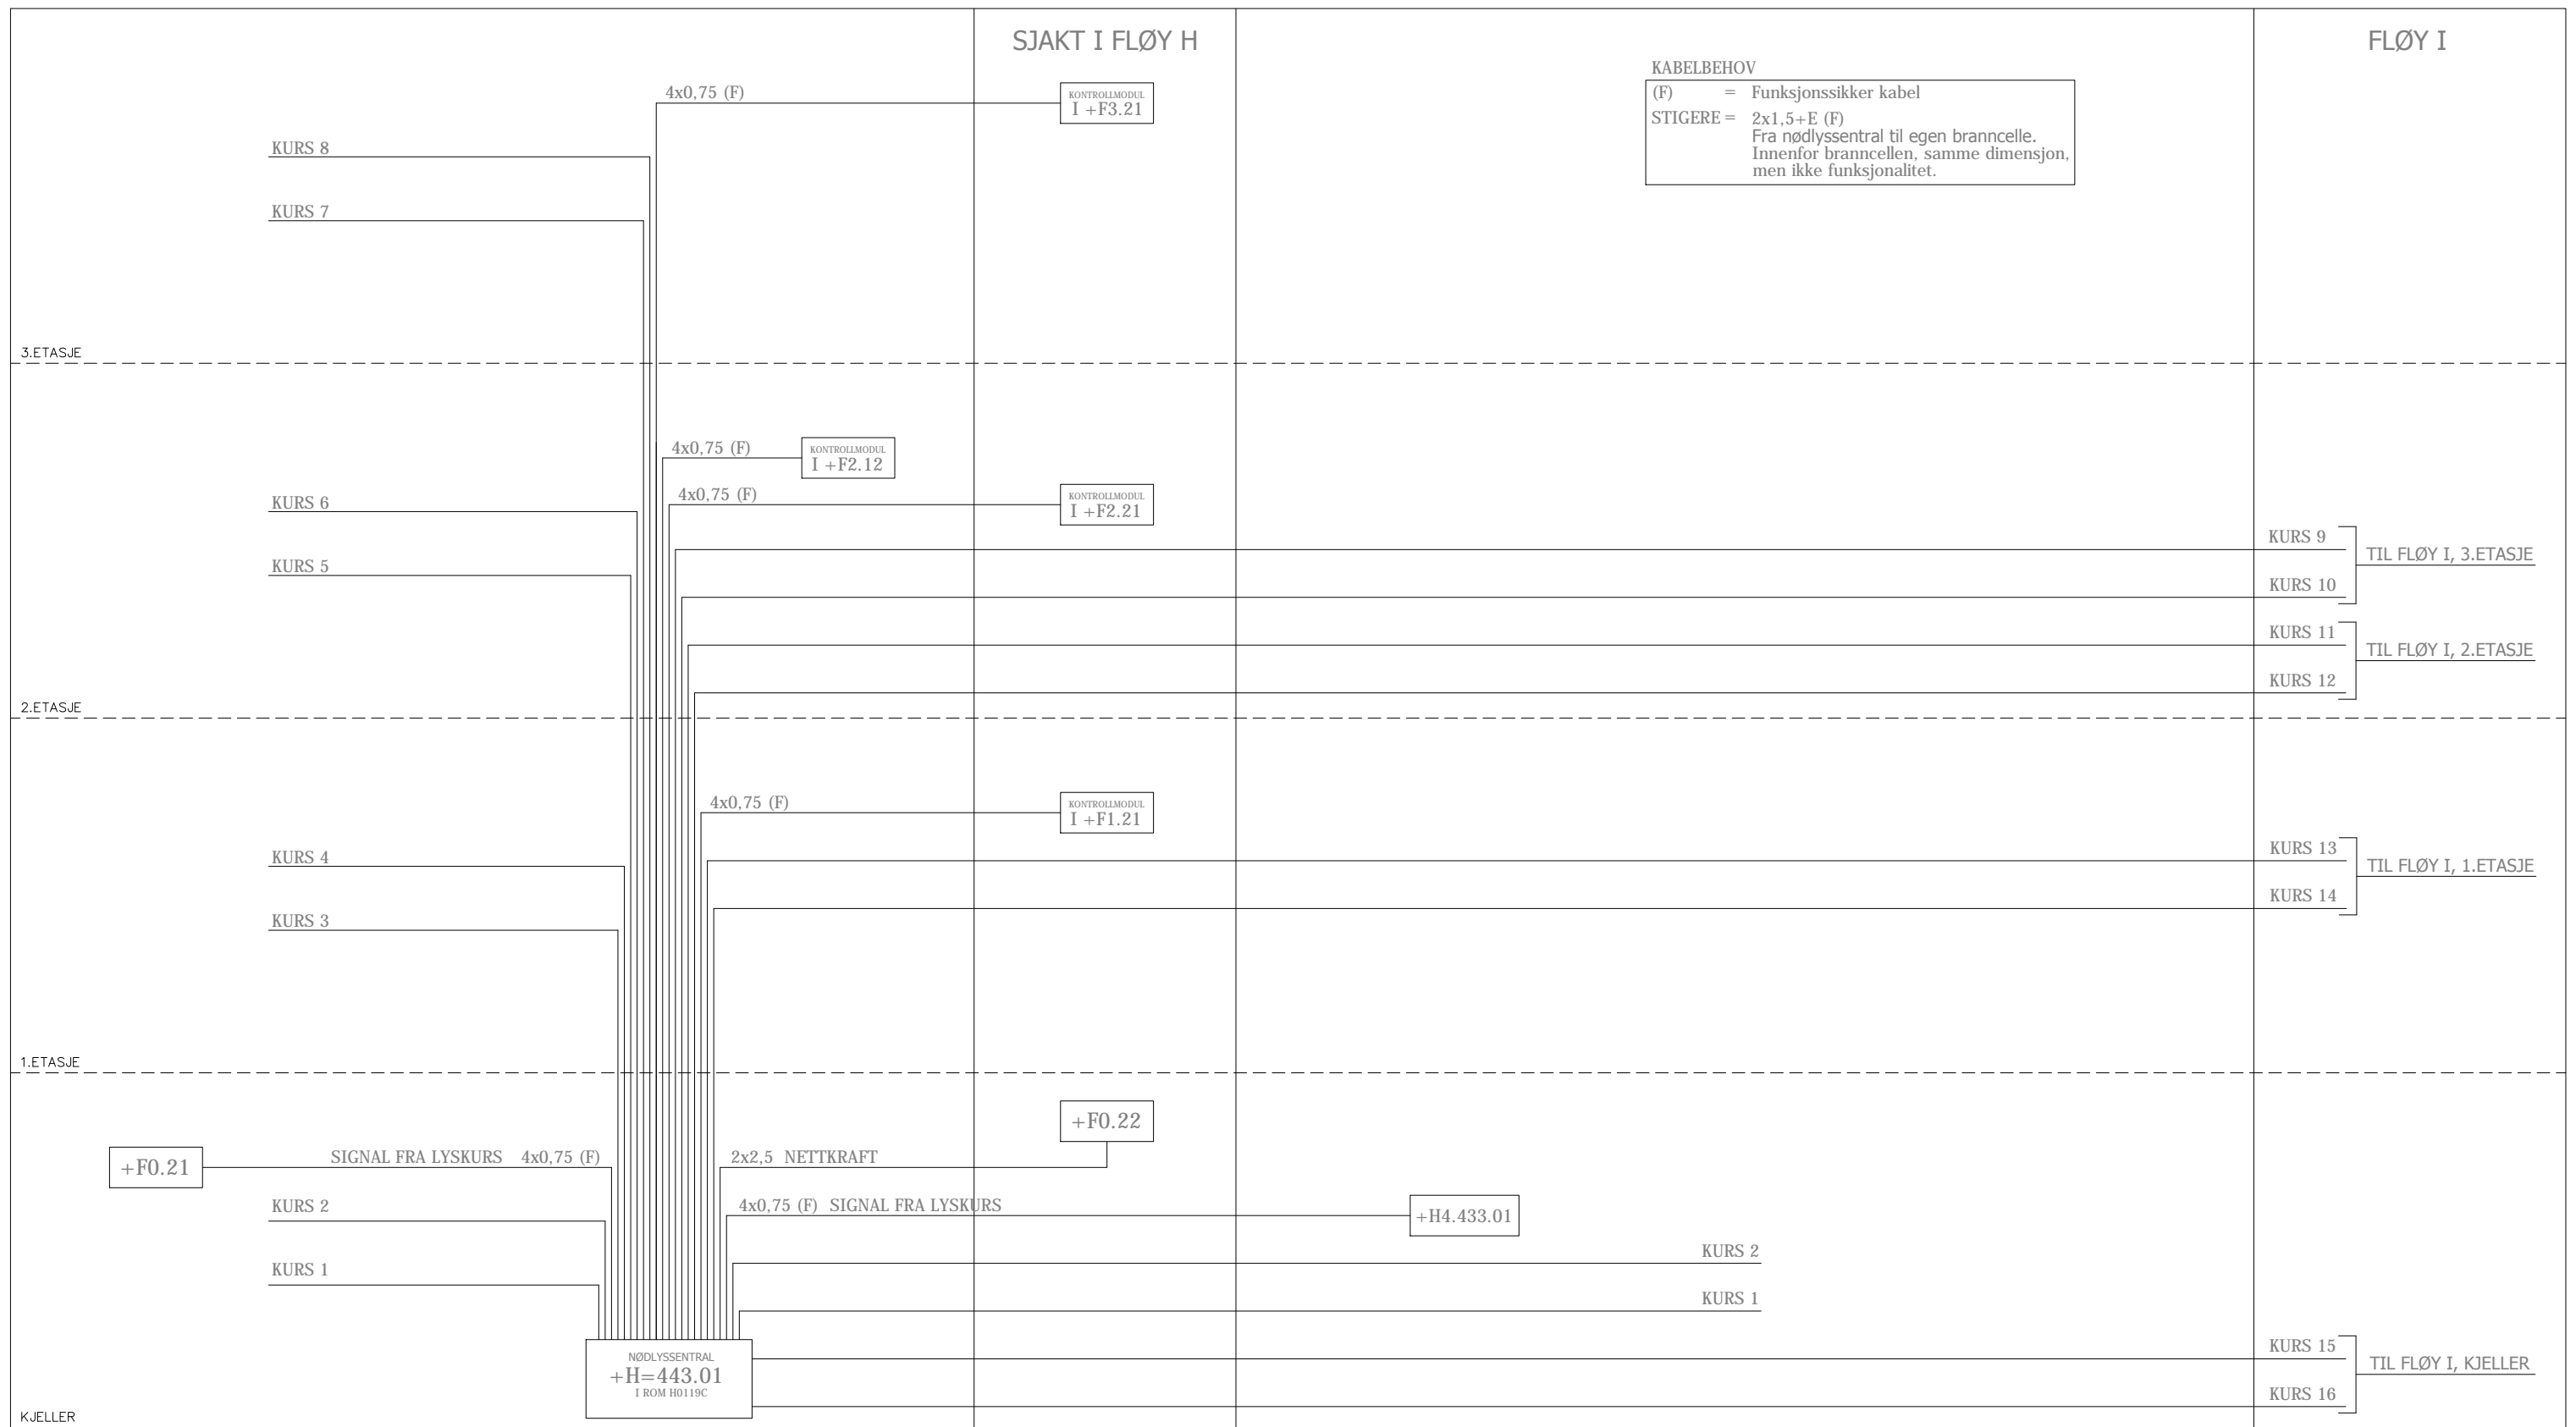 SJAKT I FLØY H
FLØY I
KABELBEHOV
(F) = Funksjonssikker kabel
STIGERE = 2x1,5+E (F)
Fra nødlyssentral til egen branncelle.
Innenfor branncellen, samme dimensjon,
men ikke funksjonalitet.
4x0,75 (F)
KONTROLLMODUL
I +F3.21
KURS 8
KURS 7
3.ETASJE
4x0,75 (F)
KONTROLLMODUL
I +F2.12
4x0,75 (F)
KONTROLLMODUL
I +F2.21
KURS 6
KURS 5
KURS 9
TIL FLØY I, 3.ETASJE
KURS 10
KURS 11
TIL FLØY I, 2.ETASJE
KURS 12
2.ETASJE
4x0,75 (F)
KONTROLLMODUL
I +F1.21
KURS 4
KURS 3
KURS 13
TIL FLØY I, 1.ETASJE
KURS 14
1.ETASJE
+F0.22
+F0.21
SIGNAL FRA LYSKURS 4x0,75 (F)
2x2,5 NETTKRAFT
KURS 2
4x0,75 (F) SIGNAL FRA LYSKURS
+H4.433.01
KURS 2
KURS 1
KURS 1
NØDLYSSENTRAL
+H=443.01
I ROM H0119C
KURS 15
TIL FLØY I, KJELLER
KURS 16
KJELLER